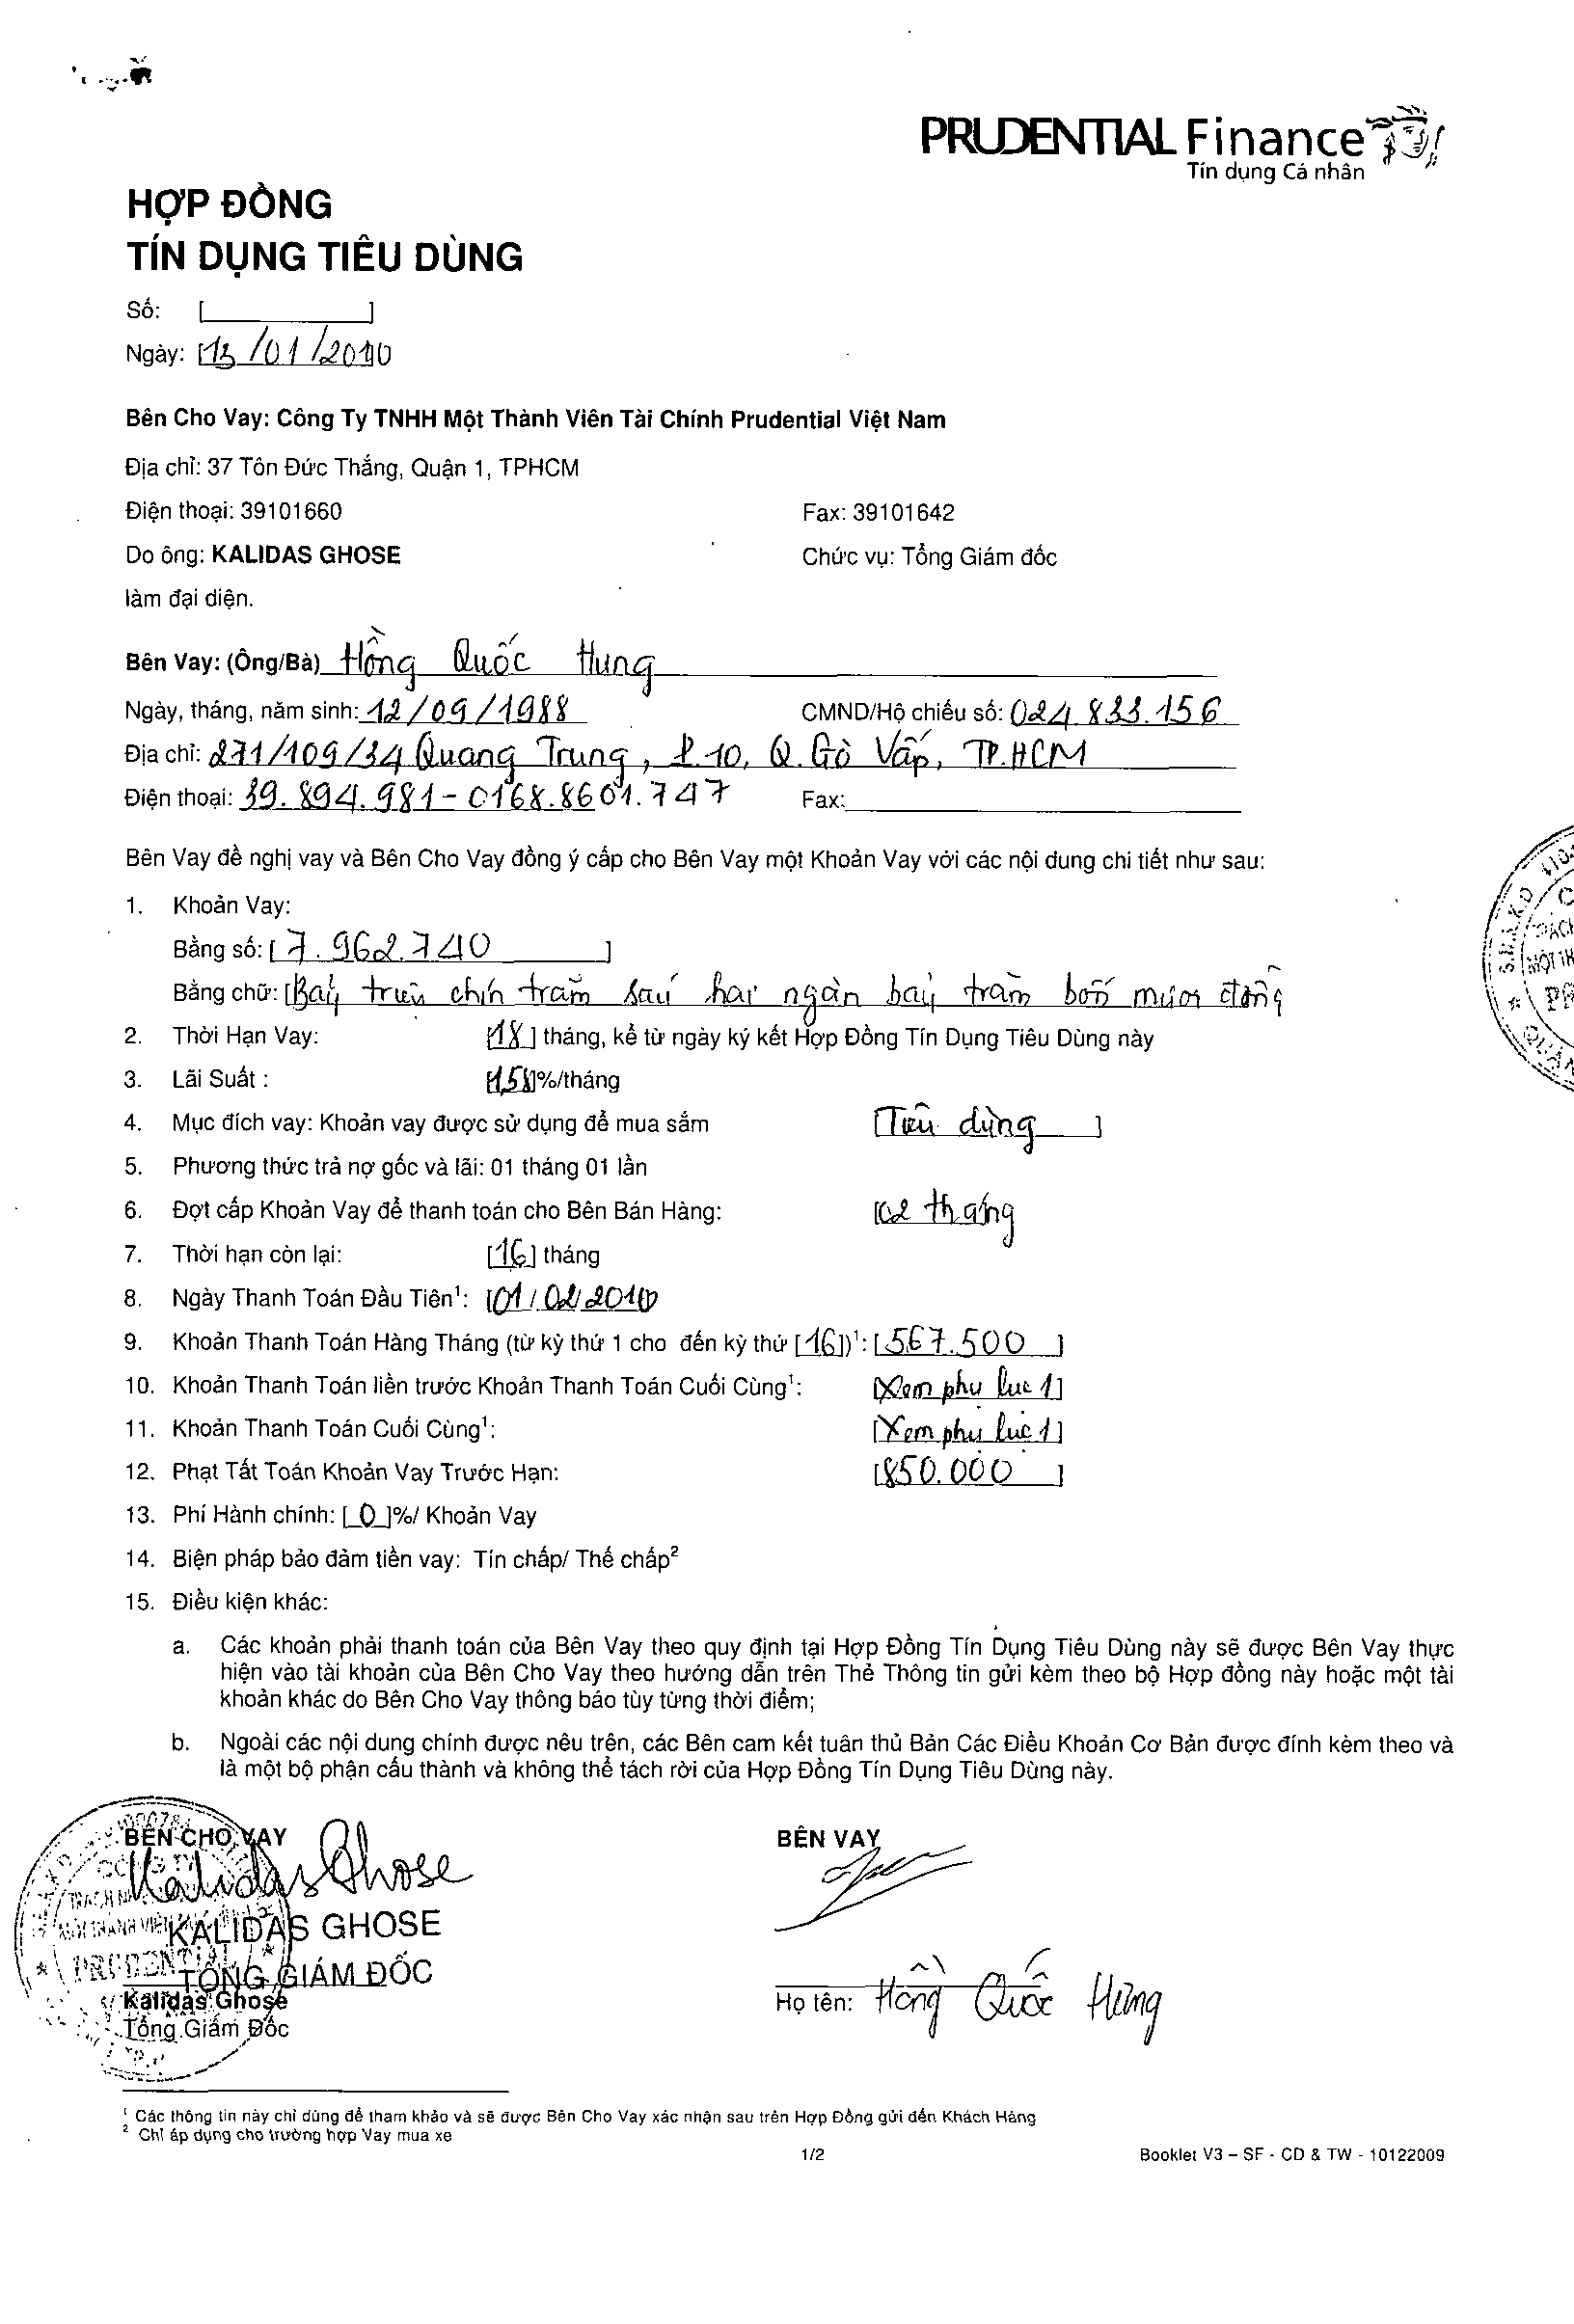 PRUDENTIAL Finance
Tín dụng Cá nhân
HỢP ĐỒNG
TÍN DỤNG TIÊU DÙNG
Số: [ ]
Ngày: [13/01/2010
Bên Cho Vay: Công Ty TNHH Một Thành Viên Tài Chính Prudential Việt Nam
Địa chỉ: 37 Tôn Đức Thắng, Quận 1, TPHCM
Điện thoại: 39101660 Fax: 39101642
Do ông: KALIDAS GHOSE Chức vụ: Tổng Giám đốc
làm đại diện.
Bên Vay: (Ông/Bà) Hồng Quốc Hung
Ngày, tháng, năm sinh: 12/09/1988 CMND/Hộ chiếu số: 024.833.156
Địa chỉ: 271/109/34 Quang Trung, P.10, Q. Gò Vấp, TP.HCM
Điện thoại: 39.894.981-0168.8601.747 Fax:
Bên Vay đề nghị vay và Bên Cho Vay đồng ý cấp cho Bên Vay một Khoản Vay với các nội dung chi tiết như sau:
1. Khoản Vay:
Bằng số: [7.962.740 ]
Bằng chữ: [Bảy triệu chín trăm sáu hai ngàn bảy trăm bốn mươi đồng
2. Thời Hạn Vay: [18] tháng, kể từ ngày ký kết Hợp Đồng Tín Dụng Tiêu Dùng này
3. Lãi Suất : %/tháng
4. Mục đích vay: Khoản vay được sử dụng để mua sắm [Tiêu dùng ]
5. Phương thức trả nợ gốc và lãi: 01 tháng 01 lần
6. Đợt cấp Khoản Vay để thanh toán cho Bên Bán Hàng: [02 tháng
7. Thời hạn còn lại: [16] tháng
8. Ngày Thanh Toán Đầu Tiên¹: [01/02/2010
9. Khoản Thanh Toán Hàng Tháng (từ kỳ thứ 1 cho đến kỳ thứ [16])¹: [567.500 ]
10. Khoản Thanh Toán liền trước Khoản Thanh Toán Cuối Cùng¹: [Xem phụ lục 1]
11. Khoản Thanh Toán Cuối Cùng¹: [Xem phụ lục 1]
12. Phạt Tất Toán Khoản Vay Trước Hạn: [850.000 ]
13. Phí Hành chính: [ 0 ]%/ Khoản Vay
14. Biện pháp bảo đảm tiền vay: Tín chấp/ Thế chấp²
15. Điều kiện khác:
a. Các khoản phải thanh toán của Bên Vay theo quy định tại Hợp Đồng Tín Dụng Tiêu Dùng này sẽ được Bên Vay thực
hiện vào tài khoản của Bên Cho Vay theo hướng dẫn trên Thẻ Thông tin gửi kèm theo bộ Hợp đồng này hoặc một tài
khoản khác do Bên Cho Vay thông báo tùy từng thời điểm;
b. Ngoài các nội dung chính được nêu trên, các Bên cam kết tuân thủ Bản Các Điều Khoản Cơ Bản được đính kèm theo và
là một bộ phận cấu thành và không thể tách rời của Hợp Đồng Tín Dụng Tiêu Dùng này.
BÊN CHO VAY BÊN VAY
Kalidas Ghose
KALIDAS GHOSE
TỔNG GIÁM ĐỐC
PRUDENTIAL
Kalidas Ghose
Tổng Giám Đốc
Họ tên: Hồng Quốc Hưng
¹ Các thông tin này chỉ dùng để tham khảo và sẽ được Bên Cho Vay xác nhận sau trên Hợp Đồng gửi đến Khách Hàng
² Chỉ áp dụng cho trường hợp Vay mua xe
1/2 Booklet V3 – SF - CD & TW - 10122009